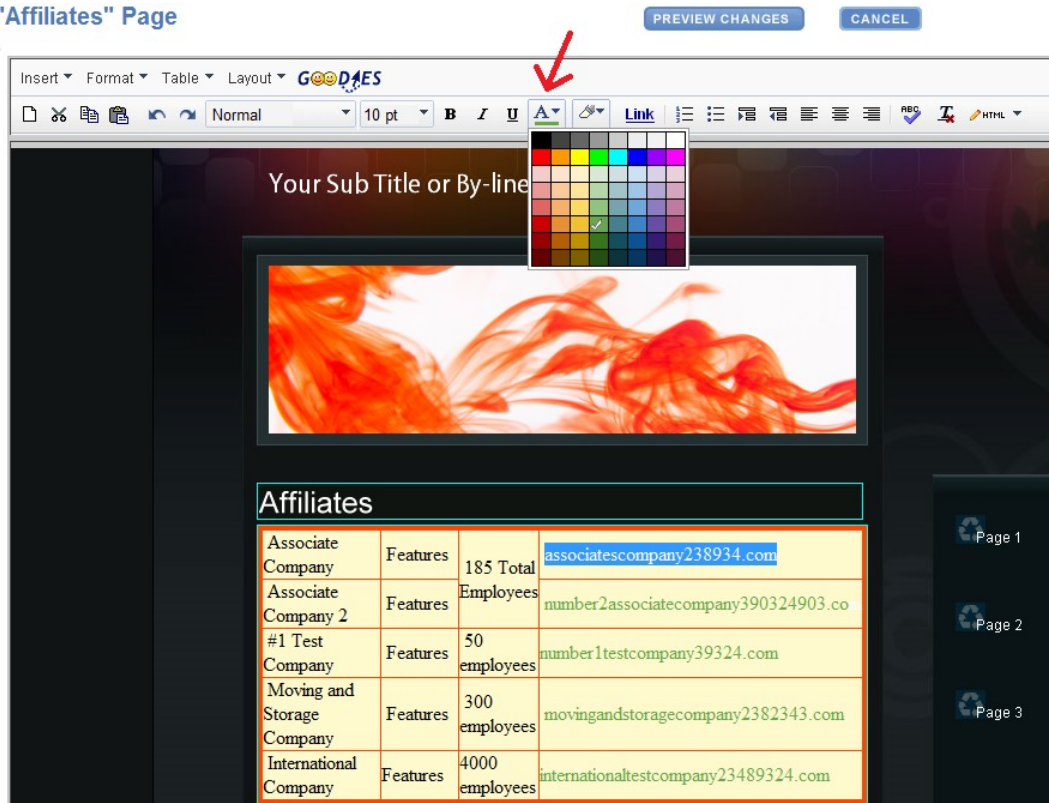 "Affiliates" Page
PREVIEW CHANGES CANCEL
Insert Format Table Layout GOODIES
Normal 10 pt B I U A Link ABC T HTML
Your Sub Title or By-line
Affiliates
Associate
Company
Features
185 Total
Employees
associatescompany238934.com
Associate
Company 2
Features
number2associatecompany390324903.co
#1 Test
Company
Features
50
employees
number1testcompany39324.com
Moving and
Storage
Company
Features
300
employees
movingandstoragecompany2382343.com
International
Company
Features
4000
employees
internationaltestcompany23489324.com
Page 1
Page 2
Page 3